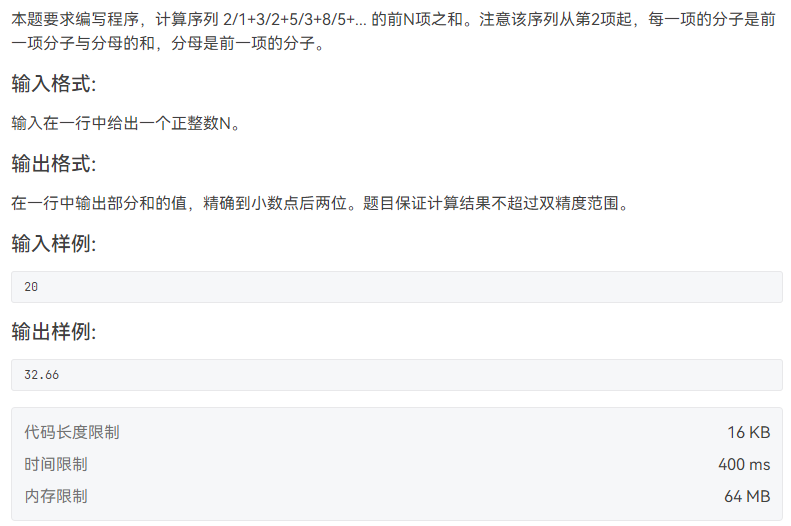 本题要求编写程序，计算序列 2/1+3/2+5/3+8/5+... 的前N项之和。注意该序列从第2项起，每一项的分子是前
一项分子与分母的和，分母是前一项的分子。
输入格式:
输入在一行中给出一个正整数N。
输出格式:
在一行中输出部分和的值，精确到小数点后两位。题目保证计算结果不超过双精度范围。
输入样例:
20
输出样例:
32.66
代码长度限制 16 KB
时间限制 400 ms
内存限制 64 MB